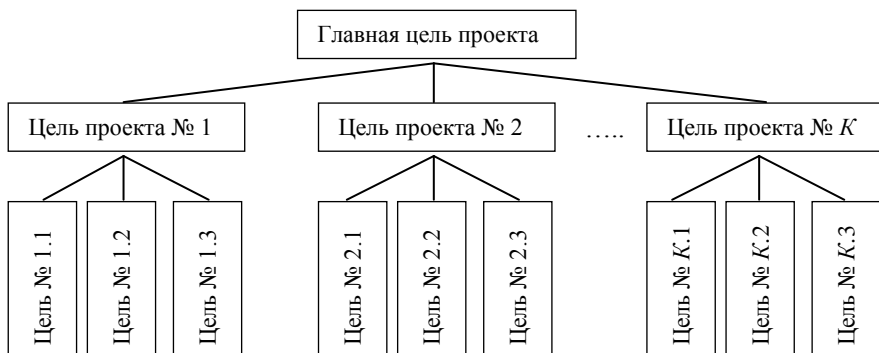 Главная цель проекта
Цель проекта № 1
Цель проекта № 2
…..
Цель проекта № К
Цель № 1.1
Цель № 1.2
Цель № 1.3
Цель № 2.1
Цель № 2.2
Цель № 2.3
Цель № К.1
Цель № К.2
Цель № К.3